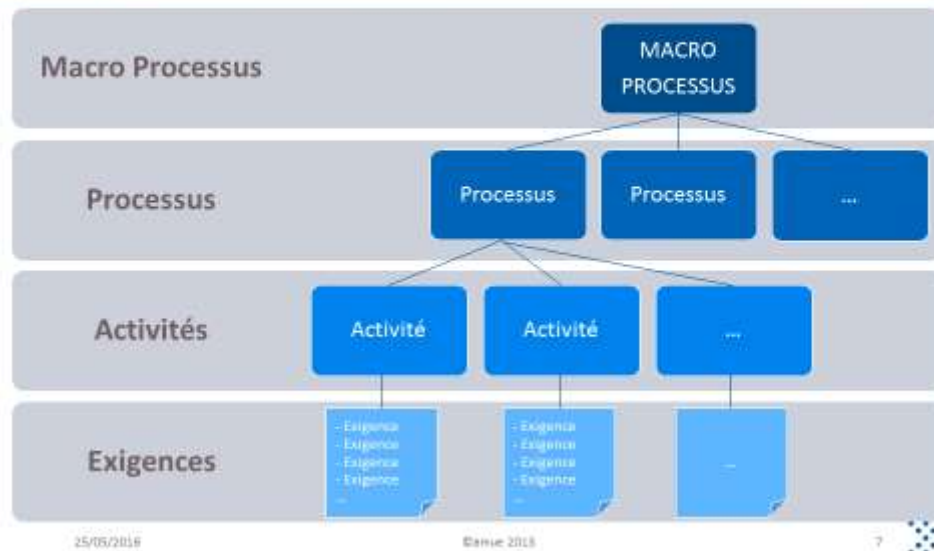 Macro Processus
MACRO
PROCESSUS
Processus
Processus
Processus
...
Activités
Activité
Activité
...
Exigences
- Exigence
- Exigence
- Exigence
- Exigence
...
- Exigence
- Exigence
- Exigence
- Exigence
...
...
25/05/2016
7